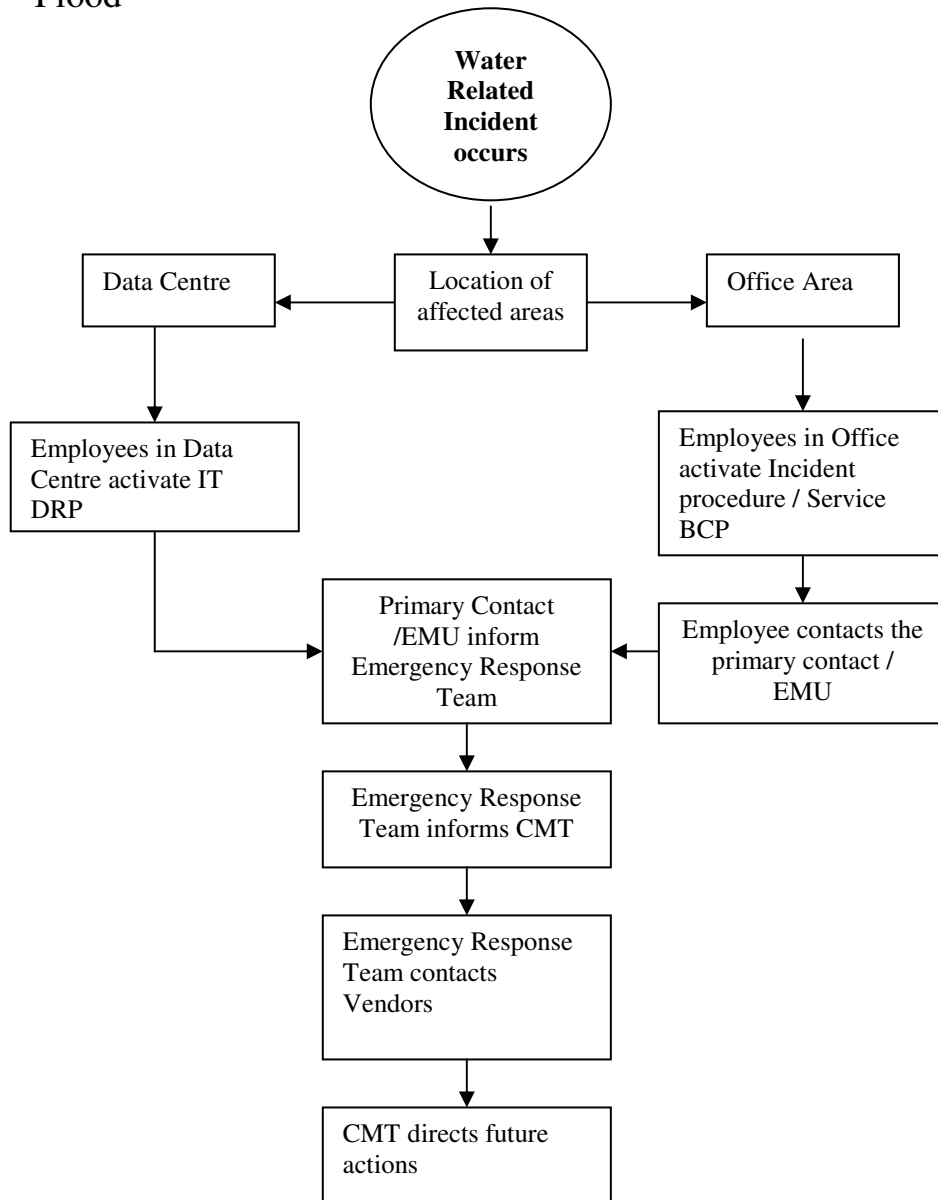 Flood
Water
Related
Incident
occurs
Data Centre
Location of
affected areas
Office Area
Employees in Data
Centre activate IT
DRP
Employees in Office
activate Incident
procedure / Service
BCP
Primary Contact
/EMU inform
Emergency Response
Team
Employee contacts the
primary contact /
EMU
Emergency Response
Team informs CMT
Emergency Response
Team contacts
Vendors
CMT directs future
actions